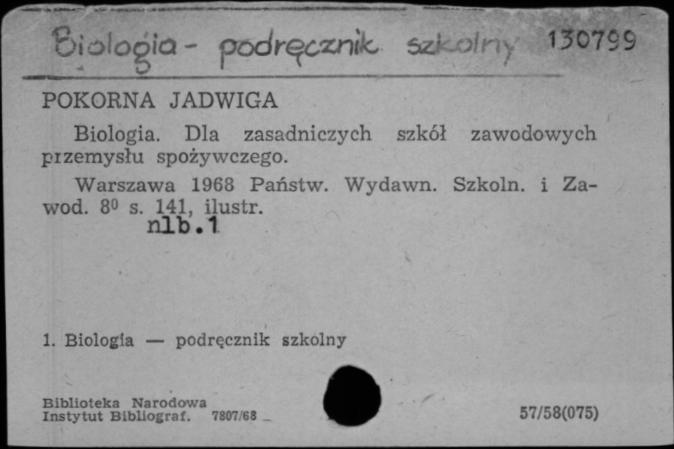 Biologia - podręcznik szkolny 130799
POKORNA JADWIGA
Biologia. Dla zasadniczych szkół zawodowych
przemysłu spożywczego.
Warszawa 1968 Państw. Wydawn. Szkoln. i Za-
wod. 8⁰ s. 141, ilustr.
nlb.1
1. Biologia — podręcznik szkolny
Biblioteka Narodowa
Instytut Bibliograf. 7807/68
57/58(075)